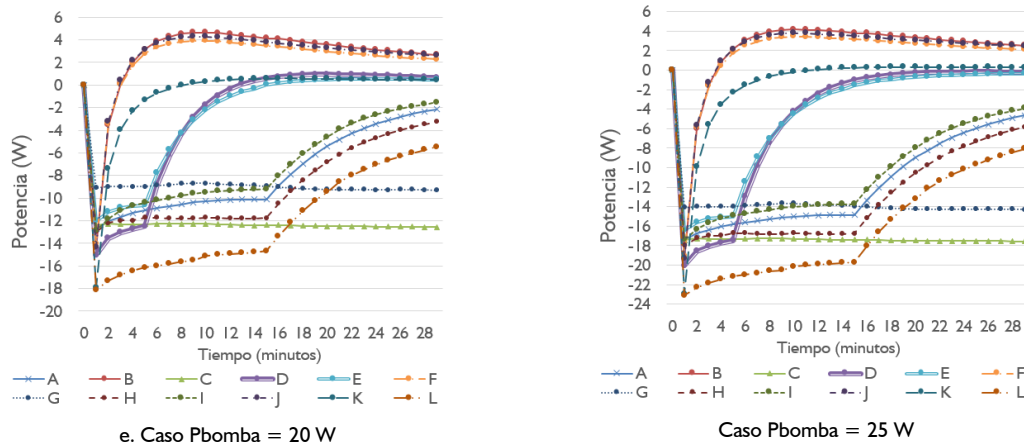 6
4
2
0
-2
-4
-6
-8
-10
-12
-14
-16
-18
-20
Potencia (W)
0 2 4 6 8 10 12 14 16 18 20 22 24 26 28
Tiempo (minutos)
A B C D E F
G H I J K L
e. Caso Pbomba = 20 W
6
4
2
0
-2
-4
-6
-8
-10
-12
-14
-16
-18
-20
-22
-24
Potencia (W)
0 2 4 6 8 10 12 14 16 18 20 22 24 26 28
Tiempo (minutos)
A B C D E F
G H I J K L
Caso Pbomba = 25 W